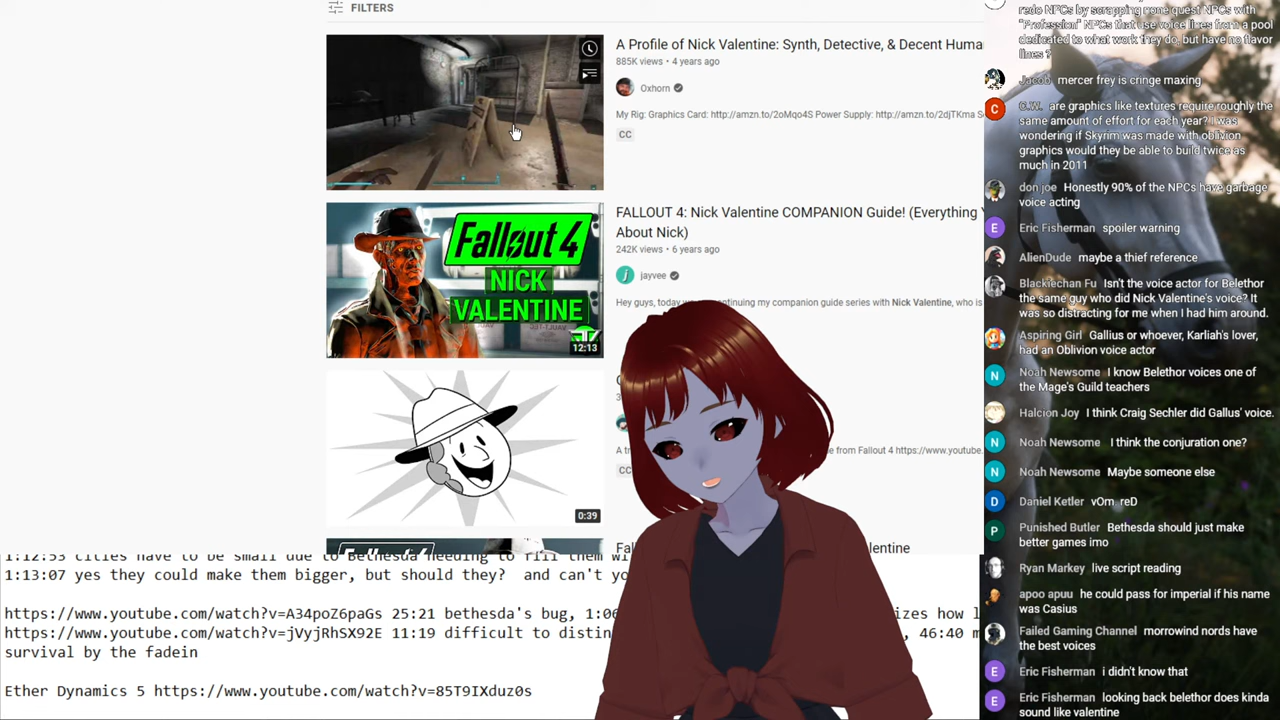 FILTERS
A Profile of Nick Valentine: Synth, Detective, & Decent Huma
885K views • 4 years ago
Oxhorn
My Rig: Graphics Card: http://amzn.to/2oMqo4S Power Supply: http://amzn.to/2djTKma S
CC
FALLOUT 4: Nick Valentine COMPANION Guide! (Everything
About Nick)
242K views • 6 years ago
jayvee
Hey guys, today we continuing my companion guide series with Nick Valentine, who is
Fallout 4
NICK
VALENTINE
12:13
e from Fallout 4 https://www.youtube.
CC
0:39
lentine
1:12:53 cities have to be small due to Bethesda needing to fill them wi
1:13:07 yes they could make them bigger, but should they? and can't yo
https://www.youtube.com/watch?v=A34poZ6paGs 25:21 bethesda's bug, 1:06 izes how l
https://www.youtube.com/watch?v=jVyjRhSX92E 11:19 difficult to distin , 46:40 m
survival by the fadein
Ether Dynamics 5 https://www.youtube.com/watch?v=85T9IXduz0s
redo NPCs by scrapping none quest NPCs with
"Profession" NPCs that use voice lines from a pool
dedicated to what work they do, but have no flavor
lines ?
Jacob mercer frey is cringe maxing
C.W. are graphics like textures require roughly the
same amount of effort for each year? I was
wondering if Skyrim was made with oblivion
graphics would they be able to build twice as
much in 2011
don joe Honestly 90% of the NPCs have garbage
voice acting
Eric Fisherman spoiler warning
AlienDude maybe a thief reference
Blackiechan Fu Isn't the voice actor for Belethor
the same guy who did Nick Valentine's voice? It
was so distracting for me when I had him around.
Aspiring Girl Gallius or whoever, Karliah's lover,
had an Oblivion voice actor
Noah Newsome I know Belethor voices one of
the Mage's Guild teachers
Halcion Joy I think Craig Sechler did Gallus' voice.
Noah Newsome I think the conjuration one?
Noah Newsome Maybe someone else
Daniel Ketler vOm_reD
Punished Butler Bethesda should just make
better games imo
Ryan Markey live script reading
apoo apuu he could pass for imperial if his name
was Casius
Failed Gaming Channel morrowind nords have
the best voices
Eric Fisherman i didn't know that
Eric Fisherman looking back belethor does kinda
sound like valentine